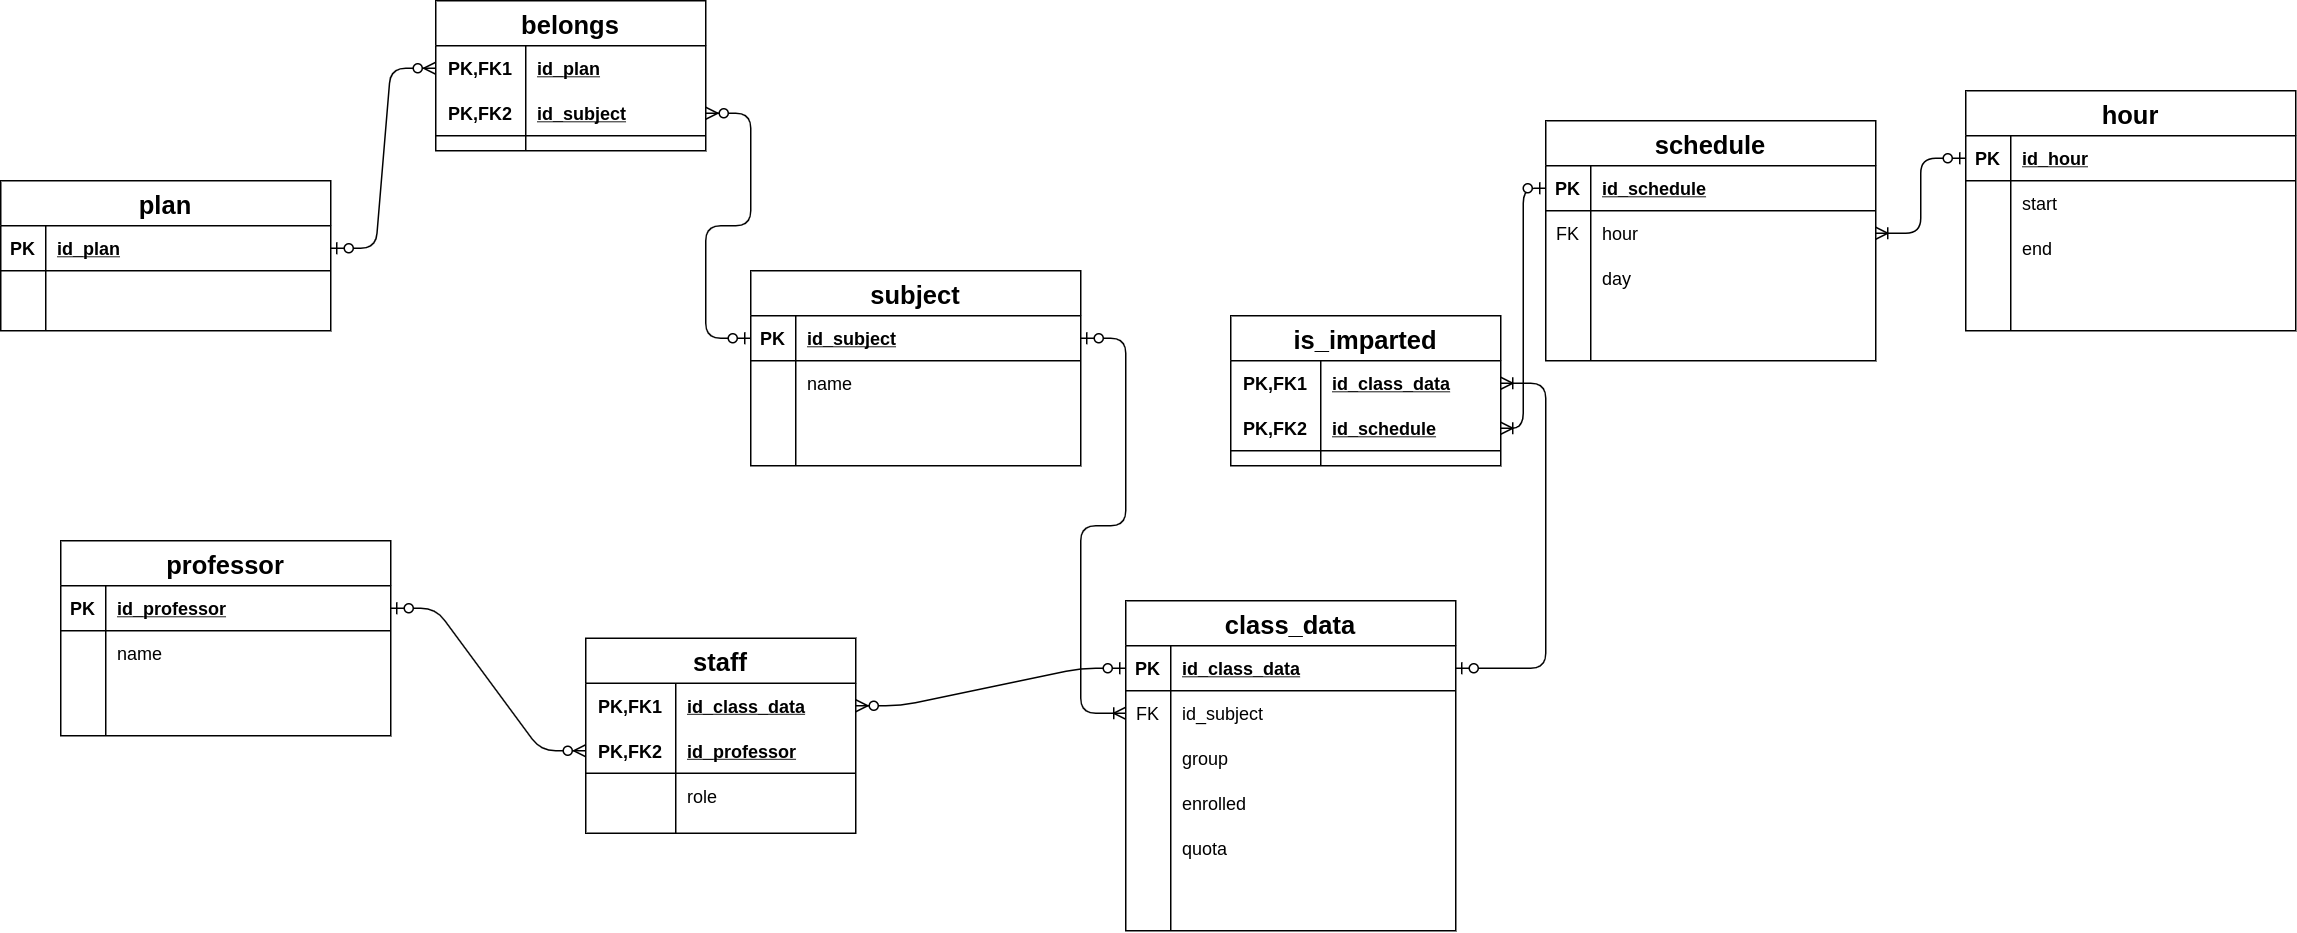 belongs
PK,FK1 id_plan
PK,FK2 id_subject
plan
PK id_plan
subject
PK id_subject
name
is_imparted
PK,FK1 id_class_data
PK,FK2 id_schedule
schedule
PK id_schedule
FK hour
day
hour
PK id_hour
start
end
professor
PK id_professor
name
staff
PK,FK1 id_class_data
PK,FK2 id_professor
role
class_data
PK id_class_data
FK id_subject
group
enrolled
quota